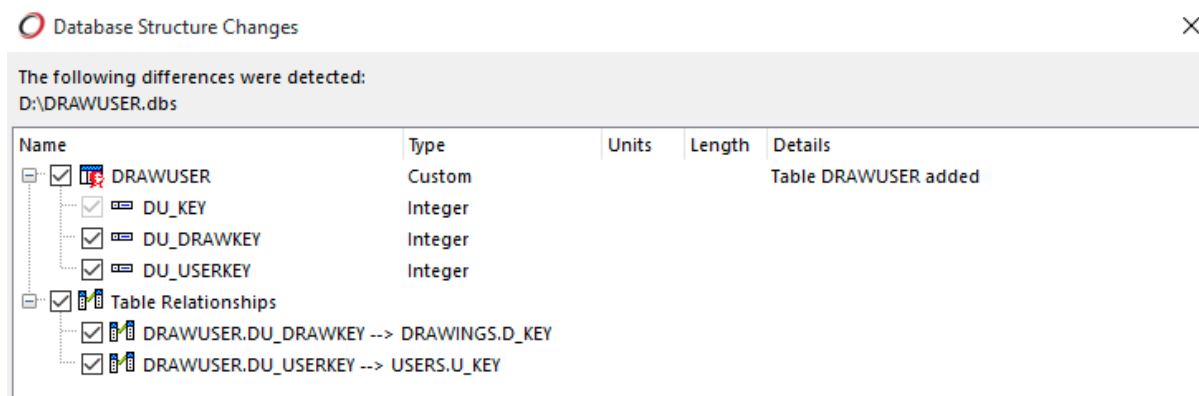 Database Structure Changes
The following differences were detected:
D:\DRAWUSER.dbs
Name Type Units Length Details
DRAWUSER Custom Table DRAWUSER added
DU_KEY Integer
DU_DRAWKEY Integer
DU_USERKEY Integer
Table Relationships
DRAWUSER.DU_DRAWKEY --> DRAWINGS.D_KEY
DRAWUSER.DU_USERKEY --> USERS.U_KEY